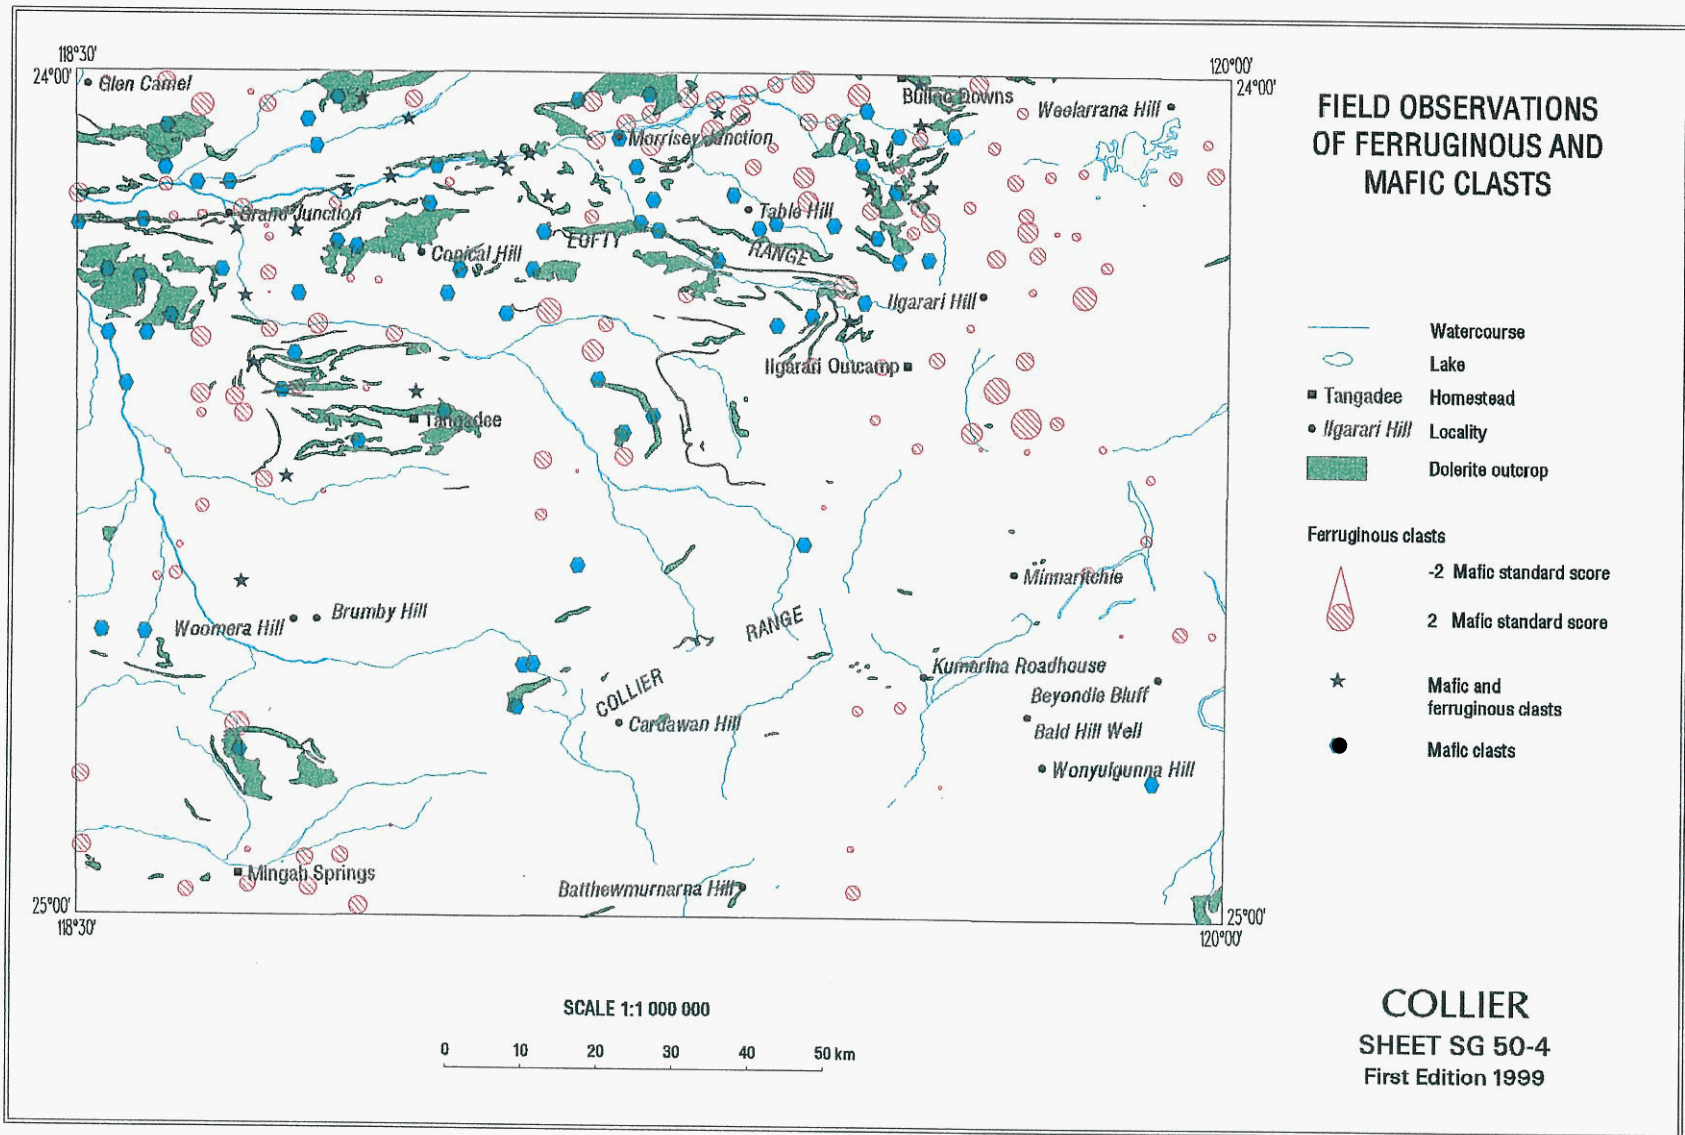 118°30'
24°00'
120°00'
24°00'
Glen Camel
Bulloo Downs
Weelarrana Hill
Morrisey Junction
Grand Junction
Table Hill
LOFTY
RANGE
Conical Hill
Ilgarari Hill
Ilgarari Outcamp
Tangadee
Minmaritchie
Woomera Hill
Brumby Hill
COLLIER
RANGE
Kumarina Roadhouse
Beyondie Bluff
Cardawan Hill
Bald Hill Well
Wonyulgunna Hill
Mingah Springs
Batthewmurnarna Hill
25°00'
118°30'
25°00'
120°00'
SCALE 1:1 000 000
0 10 20 30 40 50 km
FIELD OBSERVATIONS
OF FERRUGINOUS AND
MAFIC CLASTS
Watercourse
Lake
Tangadee Homestead
Ilgarari Hill Locality
Dolerite outcrop
Ferruginous clasts
-2 Mafic standard score
2 Mafic standard score
Mafic and
ferruginous clasts
Mafic clasts
COLLIER
SHEET SG 50-4
First Edition 1999